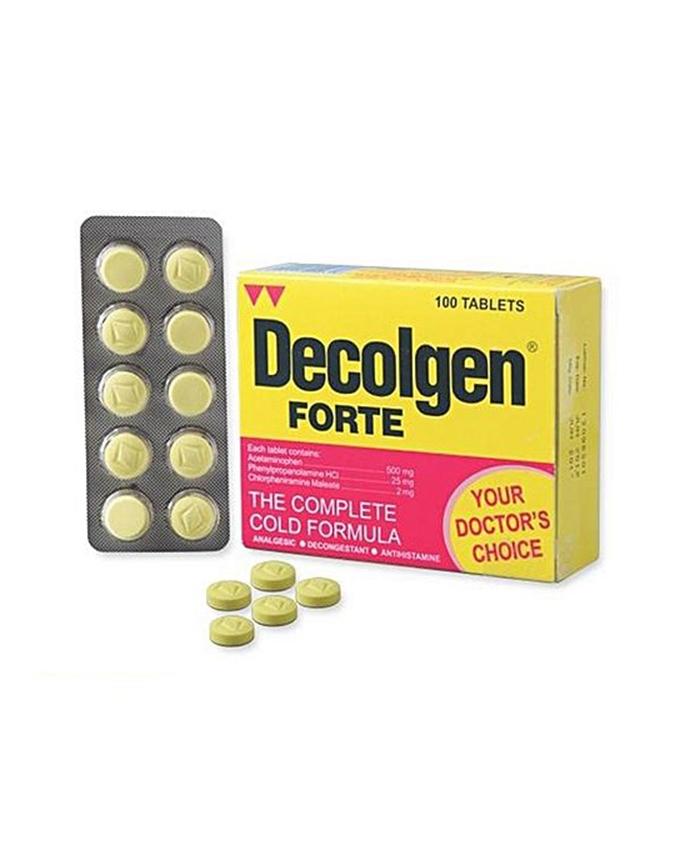 100 TABLETS
Decolgen®
FORTE
Each tablet contains:
Acetaminophen 500 mg
Phenylpropanolamine HCl 25 mg
Chlorpheniramine Maleate 2 mg
THE COMPLETE
COLD FORMULA
ANALGESIC ● DECONGESTANT ● ANTIHISTAMINE
YOUR
DOCTOR'S
CHOICE